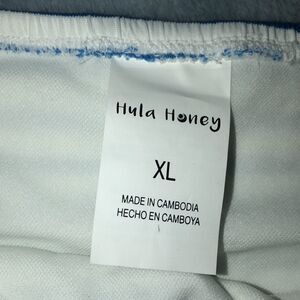 Hula Honey
XL
MADE IN CAMBODIA
HECHO EN CAMBOYA